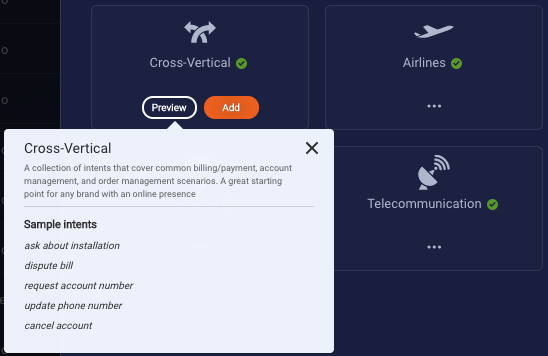 Cross-Vertical
Airlines
Preview
Add
Cross-Vertical
A collection of intents that cover common billing/payment, account
management, and order management scenarios. A great starting
point for any brand with an online presence
Telecommunication
Sample intents
ask about installation
dispute bill
request account number
update phone number
cancel account